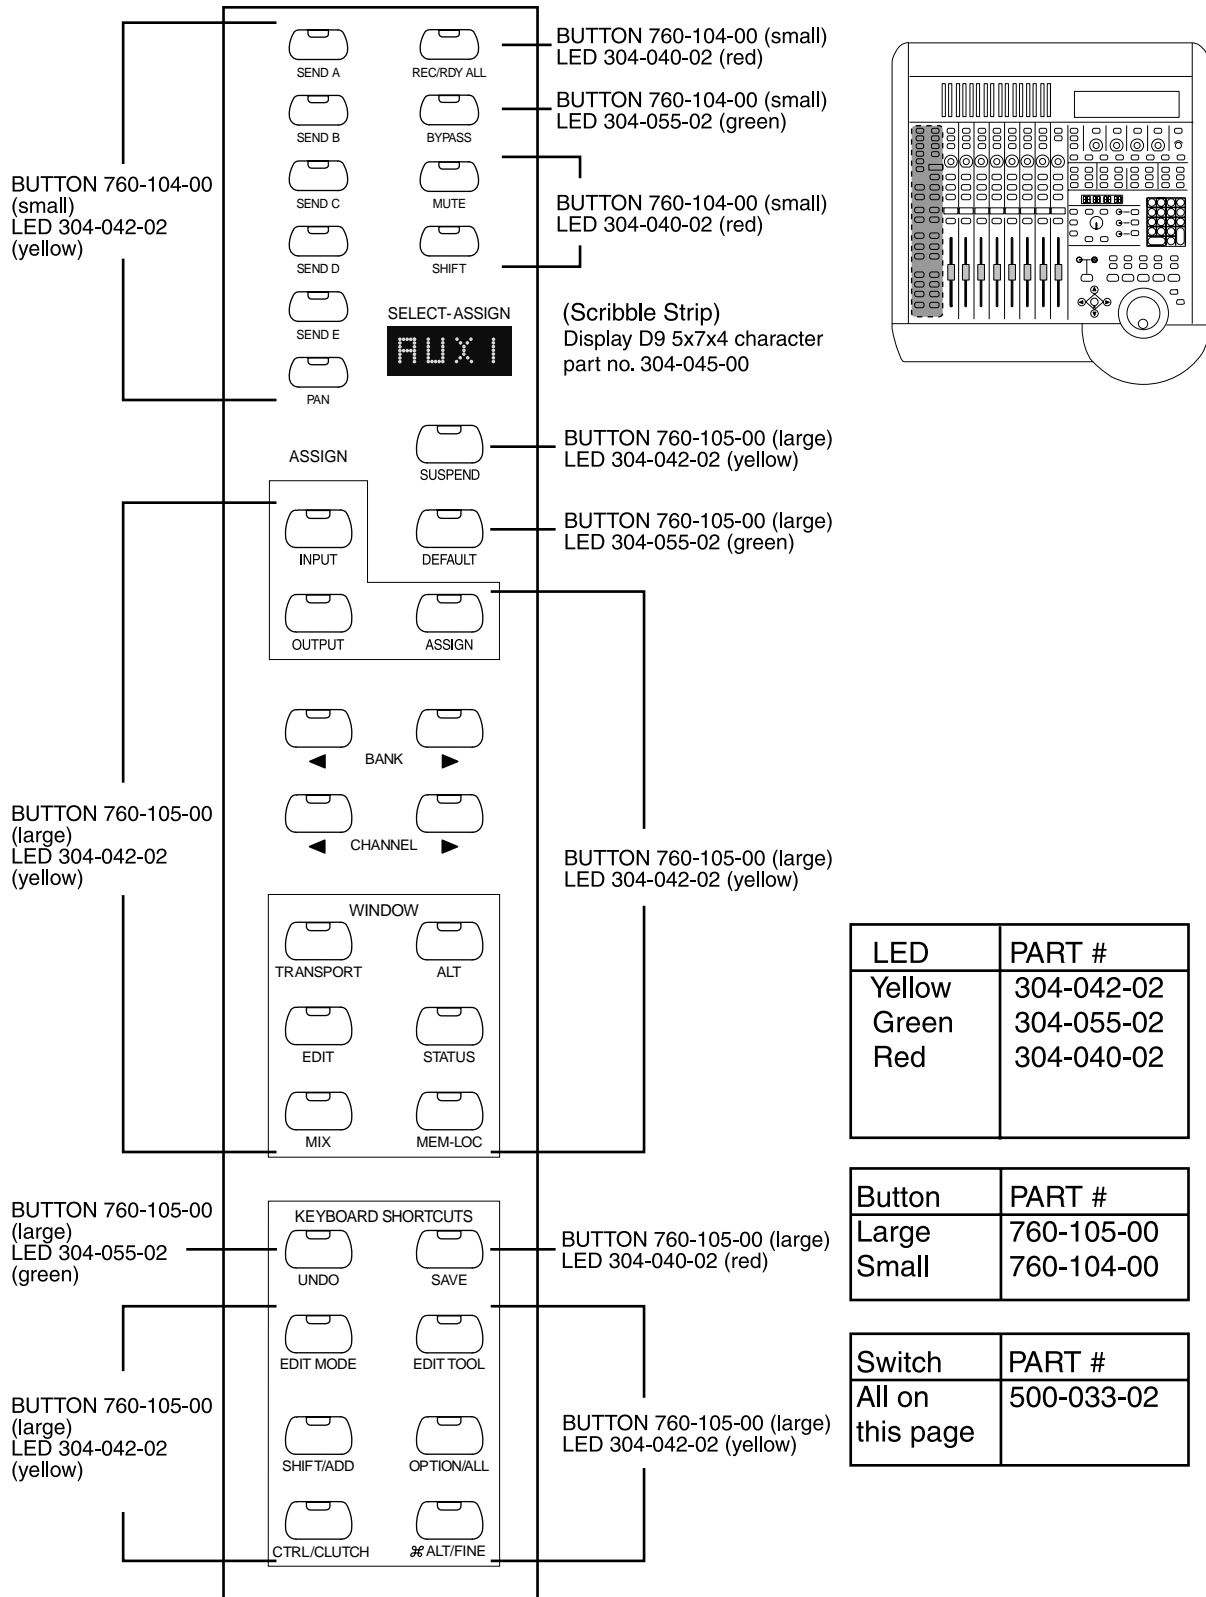 BUTTON 760-104-00
(small)
LED 304-042-02
(yellow)
SEND A
REC/RDY ALL
SEND B
BYPASS
SEND C
MUTE
SEND D
SHIFT
SEND E
PAN
SELECT-ASSIGN
AUX1
BUTTON 760-104-00 (small)
LED 304-040-02 (red)
BUTTON 760-104-00 (small)
LED 304-055-02 (green)
BUTTON 760-104-00 (small)
LED 304-040-02 (red)
(Scribble Strip)
Display D9 5x7x4 character
part no. 304-045-00
SUSPEND
BUTTON 760-105-00 (large)
LED 304-042-02 (yellow)
ASSIGN
INPUT
DEFAULT
BUTTON 760-105-00 (large)
LED 304-055-02 (green)
OUTPUT
ASSIGN
◀ BANK ▶
◀ CHANNEL ▶
BUTTON 760-105-00
(large)
LED 304-042-02
(yellow)
BUTTON 760-105-00 (large)
LED 304-042-02 (yellow)
WINDOW
TRANSPORT
ALT
EDIT
STATUS
MIX
MEM-LOC
BUTTON 760-105-00
(large)
LED 304-055-02
(green)
KEYBOARD SHORTCUTS
UNDO
SAVE
BUTTON 760-105-00 (large)
LED 304-040-02 (red)
EDIT MODE
EDIT TOOL
SHIFT/ADD
OPTION/ALL
CTRL/CLUTCH
⌘ ALT/FINE
BUTTON 760-105-00
(large)
LED 304-042-02
(yellow)
BUTTON 760-105-00 (large)
LED 304-042-02 (yellow)
LED PART #
Yellow 304-042-02
Green 304-055-02
Red 304-040-02
Button PART #
Large 760-105-00
Small 760-104-00
Switch PART #
All on 500-033-02
this page